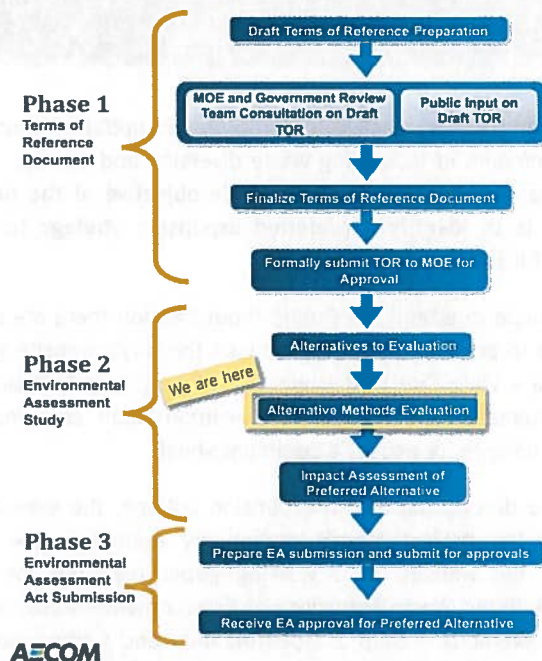 Draft Terms of Reference Preparation
Phase 1
Terms of
Reference
Document
MOE and Government Review
Team Consultation on Draft
TOR
Public Input on
Draft TOR
Finalize Terms of Reference Document
Formally submit TOR to MOE for
Approval
Phase 2
Environmental
Assessment
Study
We are here
Alternatives to Evaluation
Alternative Methods Evaluation
Impact Assessment of
Preferred Alternative
Phase 3
Environmental
Assessment
Act Submission
Prepare EA submission and submit for approvals
Receive EA approval for Preferred Alternative
AECOM